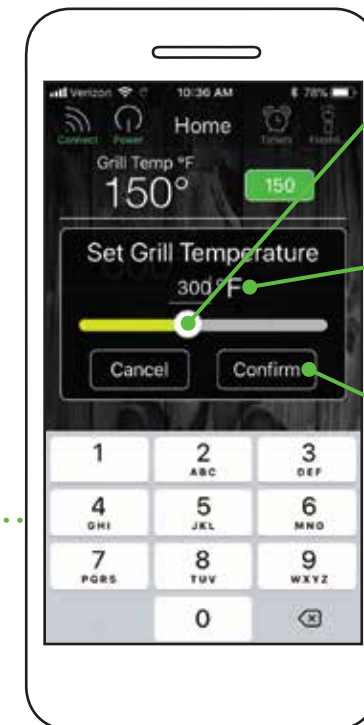 Verizon 10:36 AM 78%
Connect Power Home Timers Flame
Grill Temp °F
150° 150
Set Grill Temperature
300 °F
Cancel Confirm
1 2 3
ABC DEF
4 5 6
GHI JKL MNO
7 8 9
PQRS TUV WXYZ
0